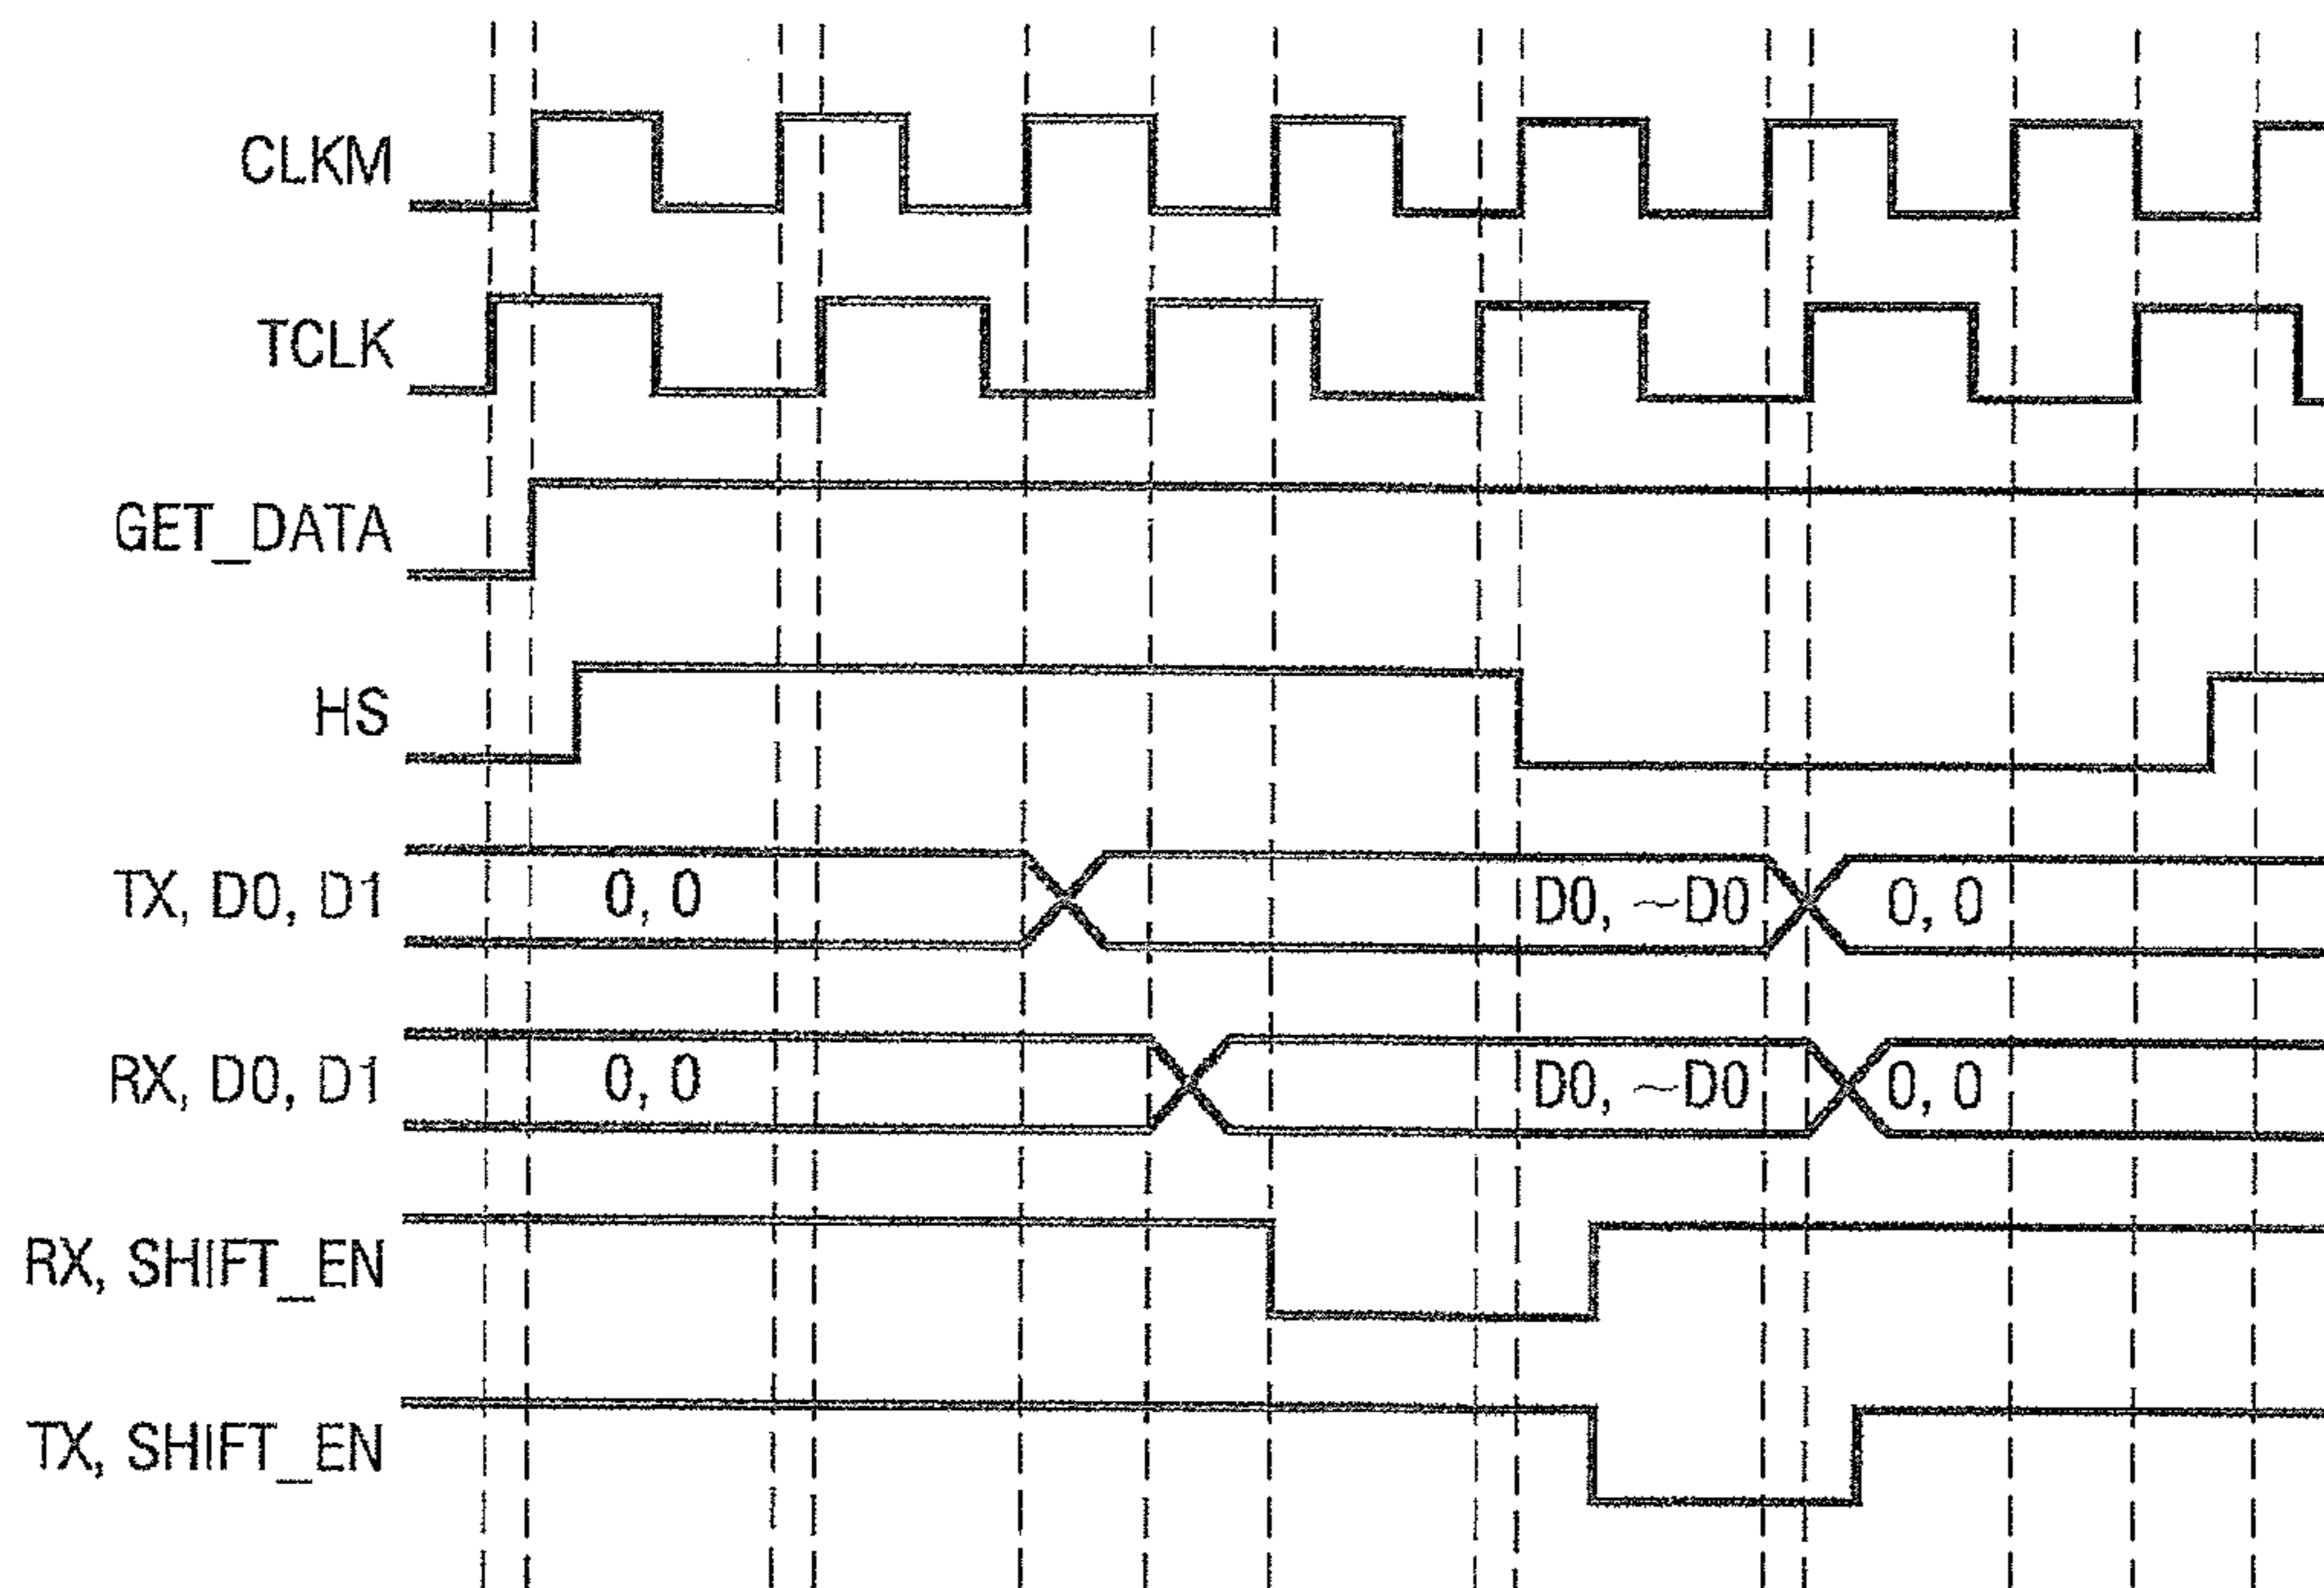 CLKM
TCLK
GET_DATA
HS
TX, D0, D1 0, 0 D0, ~D0 0, 0
RX, D0, D1 0, 0 D0, ~D0 0, 0
RX, SHIFT_EN
TX, SHIFT_EN